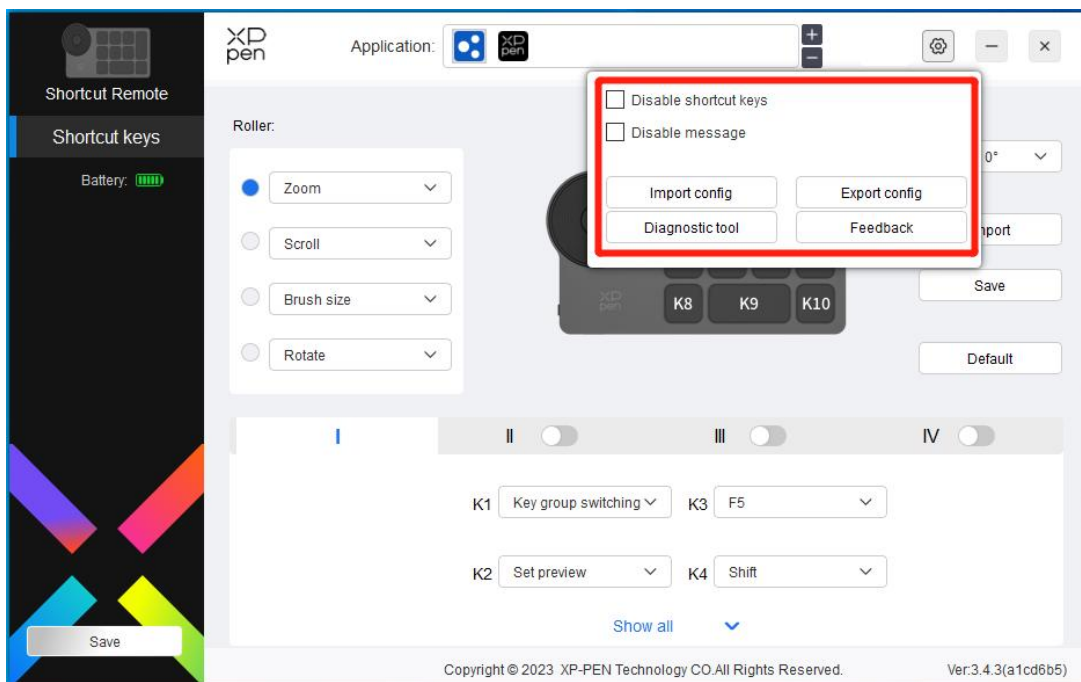 XP
pen
Application:
XP
pen
Shortcut Remote
Shortcut keys
Battery:
Disable shortcut keys
Disable message
Import config
Export config
Diagnostic tool
Feedback
Roller:
Zoom
Scroll
Brush size
Rotate
0°
Save
Default
XP
pen
K8
K9
K10
I
II
III
IV
K1
Key group switching
K3
F5
K2
Set preview
K4
Shift
Show all
Save
Copyright © 2023 XP-PEN Technology CO.All Rights Reserved.
Ver:3.4.3(a1cd6b5)